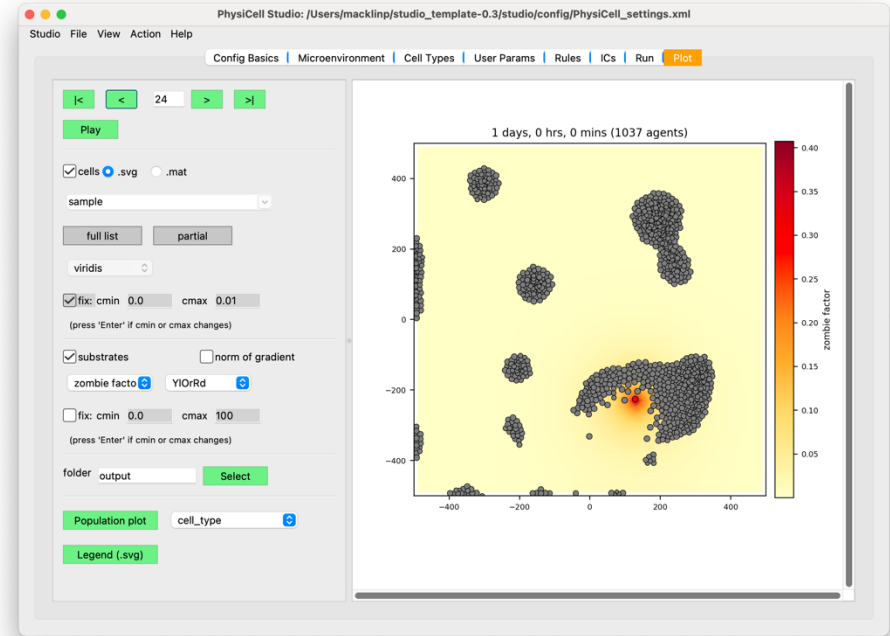 PhysiCell Studio: /Users/macklinp/studio_template-0.3/studio/config/PhysiCell_settings.xml
Studio File View Action Help
Config Basics Microenvironment Cell Types User Params Rules ICs Run Plot
|< < 24 > >|
Play
cells .svg .mat
sample
full list partial
viridis
fix: cmin 0.0 cmax 0.01
(press 'Enter' if cmin or cmax changes)
substrates norm of gradient
zombie facto YlOrRd
fix: cmin 0.0 cmax 100
(press 'Enter' if cmin or cmax changes)
folder output Select
Population plot cell_type
Legend (.svg)
1 days, 0 hrs, 0 mins (1037 agents)
400
200
0
−200
−400
−400 −200 0 200 400
0.40
0.35
0.30
0.25
0.20
0.15
0.10
0.05
zombie factor